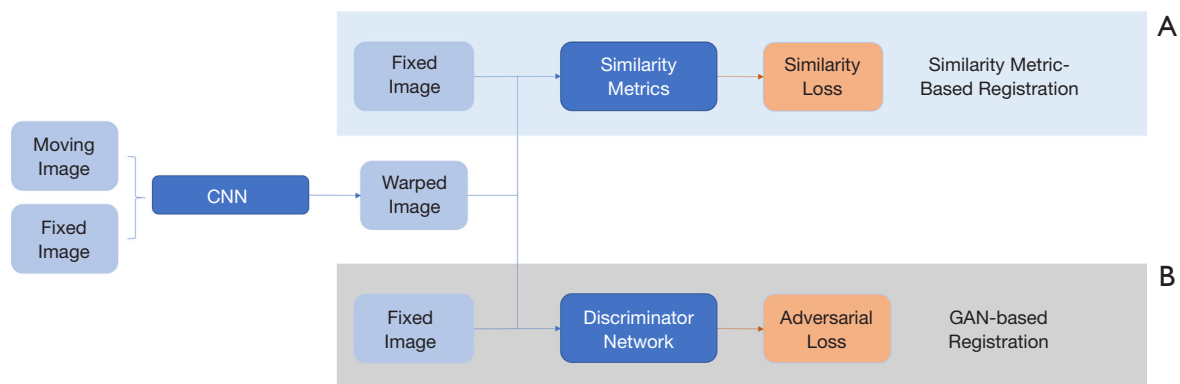 A
Fixed
Image
Similarity
Metrics
Similarity
Loss
Similarity Metric-
Based Registration
Moving
Image
CNN
Warped
Image
Fixed
Image
B
Fixed
Image
Discriminator
Network
Adversarial
Loss
GAN-based
Registration